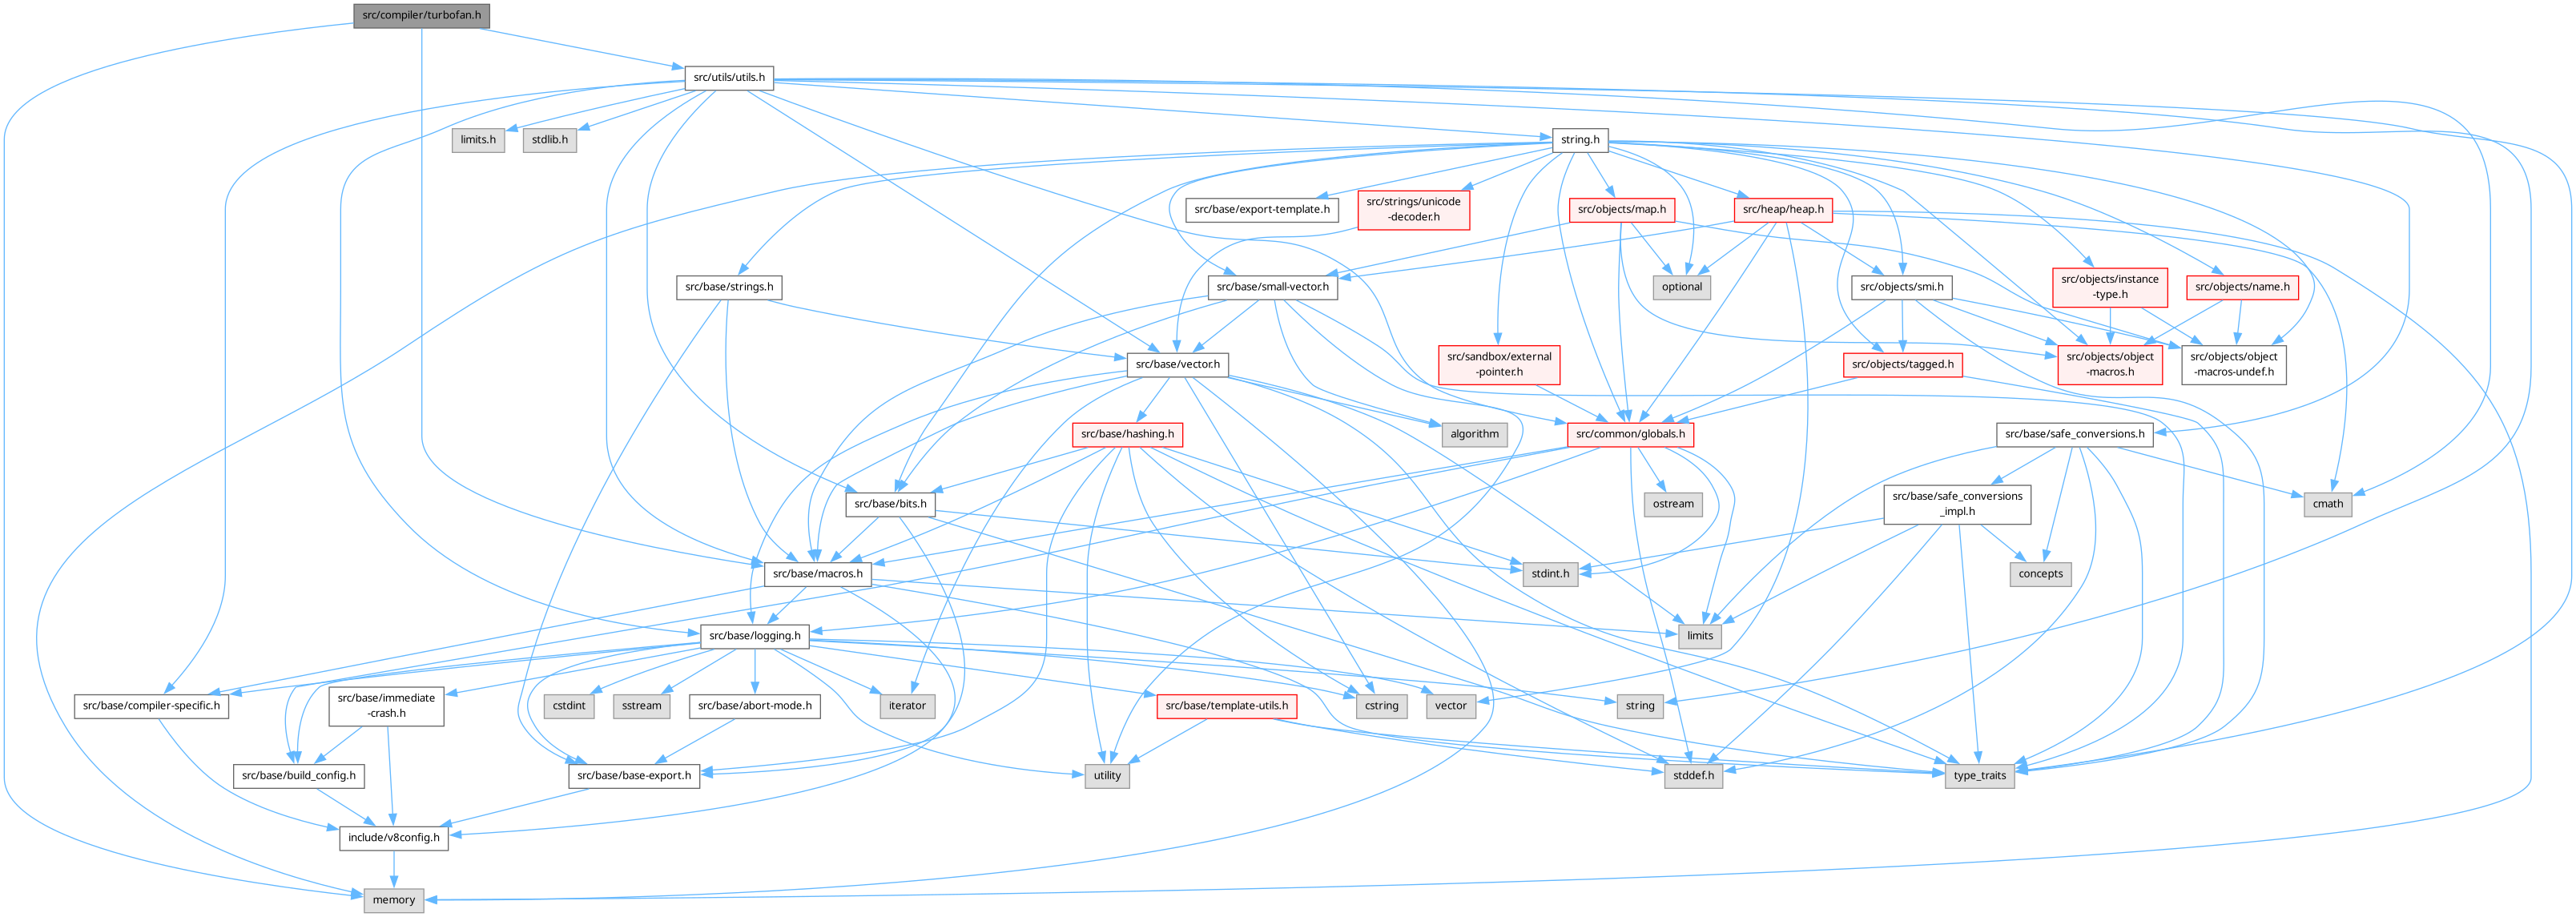 src/compiler/turbofan.h
src/utils/utils.h
limits.h
stdlib.h
string.h
src/base/export-template.h
src/strings/unicode
-decoder.h
src/objects/map.h
src/heap/heap.h
src/base/strings.h
src/base/small-vector.h
optional
src/objects/smi.h
src/objects/instance
-type.h
src/objects/name.h
src/base/vector.h
src/sandbox/external
-pointer.h
src/objects/tagged.h
src/objects/object
-macros.h
src/objects/object
-macros-undef.h
src/base/hashing.h
algorithm
src/common/globals.h
src/base/safe_conversions.h
src/base/bits.h
ostream
src/base/safe_conversions
_impl.h
cmath
src/base/macros.h
stdint.h
concepts
src/base/logging.h
limits
src/base/compiler-specific.h
src/base/immediate
-crash.h
cstdint
sstream
src/base/abort-mode.h
iterator
src/base/template-utils.h
cstring
vector
string
src/base/build_config.h
src/base/base-export.h
utility
stddef.h
type_traits
include/v8config.h
memory